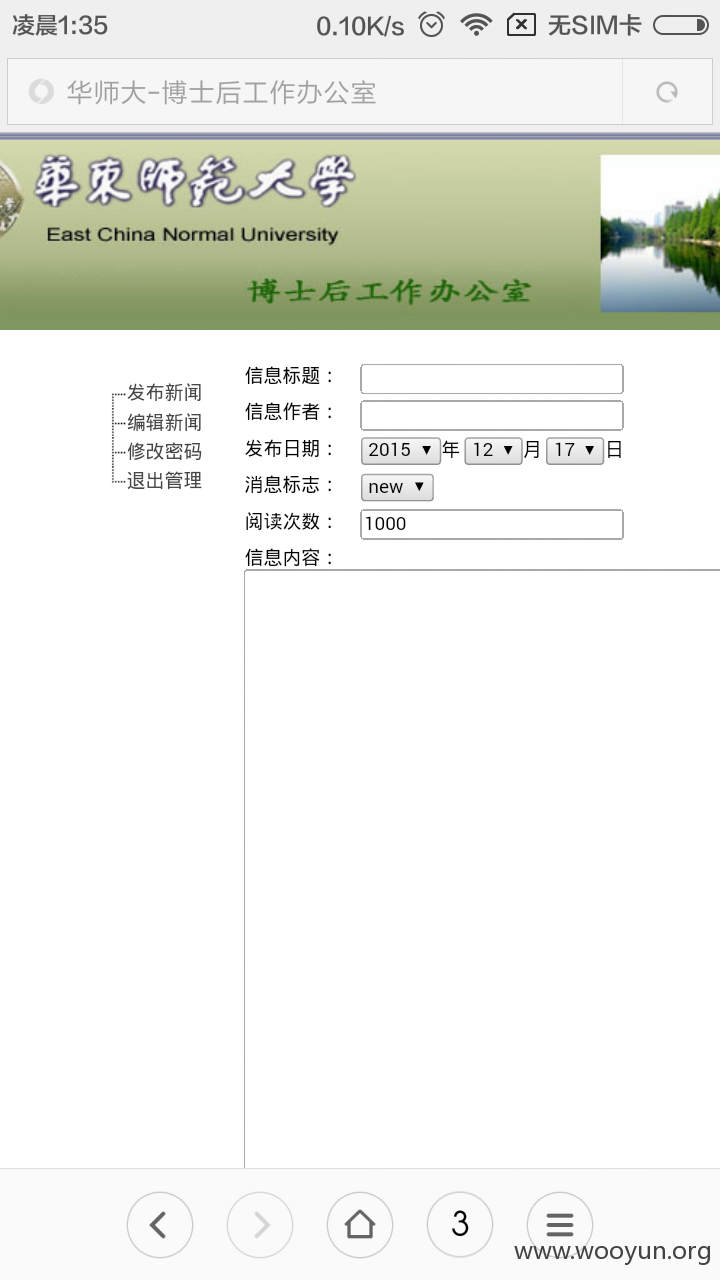 凌晨1:35 0.10K/s 无SIM卡
华师大-博士后工作办公室
華東師範大學
East China Normal University
博士后工作办公室
发布新闻
编辑新闻
修改密码
退出管理
信息标题：
信息作者：
发布日期： 2015 ▼ 年 12 ▼ 月 17 ▼ 日
消息标志： new ▼
阅读次数： 1000
信息内容：
3
www.wooyun.org